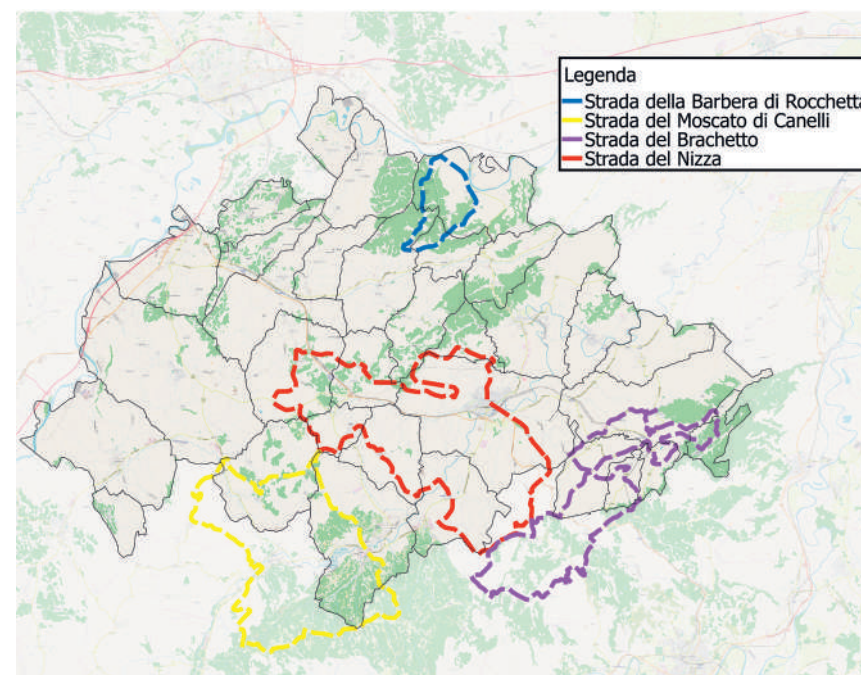 Legenda
Strada della Barbera di Rocchetta
Strada del Moscato di Canelli
Strada del Brachetto
Strada del Nizza